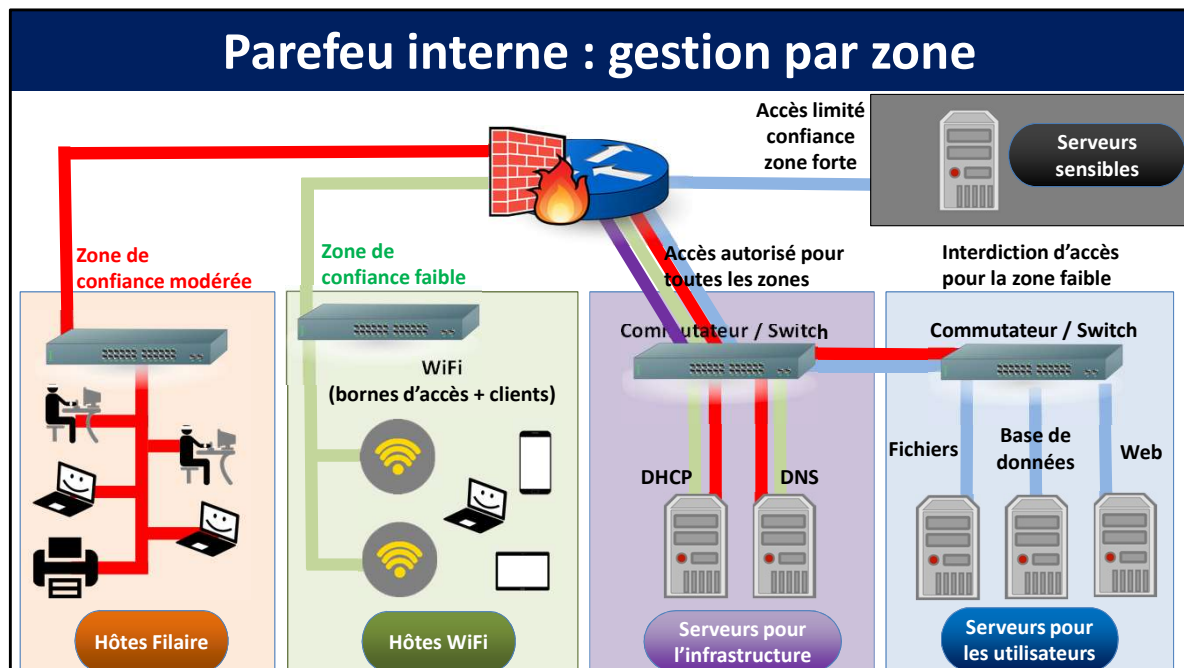 Parefeu interne : gestion par zone
Accès limité
confiance
zone forte
Serveurs
sensibles
Zone de
confiance modérée
Zone de
confiance faible
Accès autorisé pour
toutes les zones
Interdiction d'accès
pour la zone faible
Commutateur / Switch
Commutateur / Switch
WiFi
(bornes d'accès + clients)
DHCP
DNS
Fichiers
Base de
données
Web
Hôtes Filaire
Hôtes WiFi
Serveurs pour
l'infrastructure
Serveurs pour
les utilisateurs